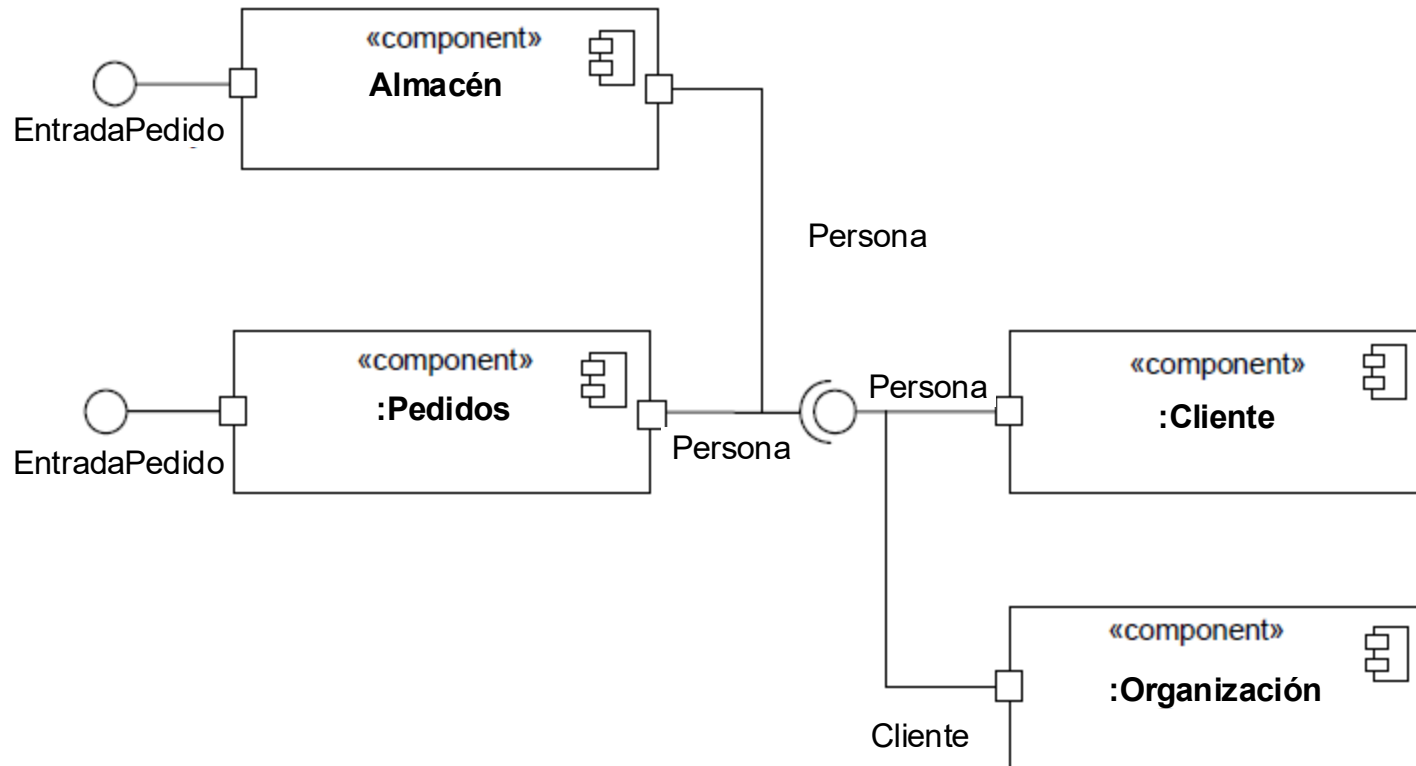 «component»
Almacén
EntradaPedido
Persona
«component»
:Pedidos
EntradaPedido
Persona
Persona
«component»
:Cliente
«component»
:Organización
Cliente